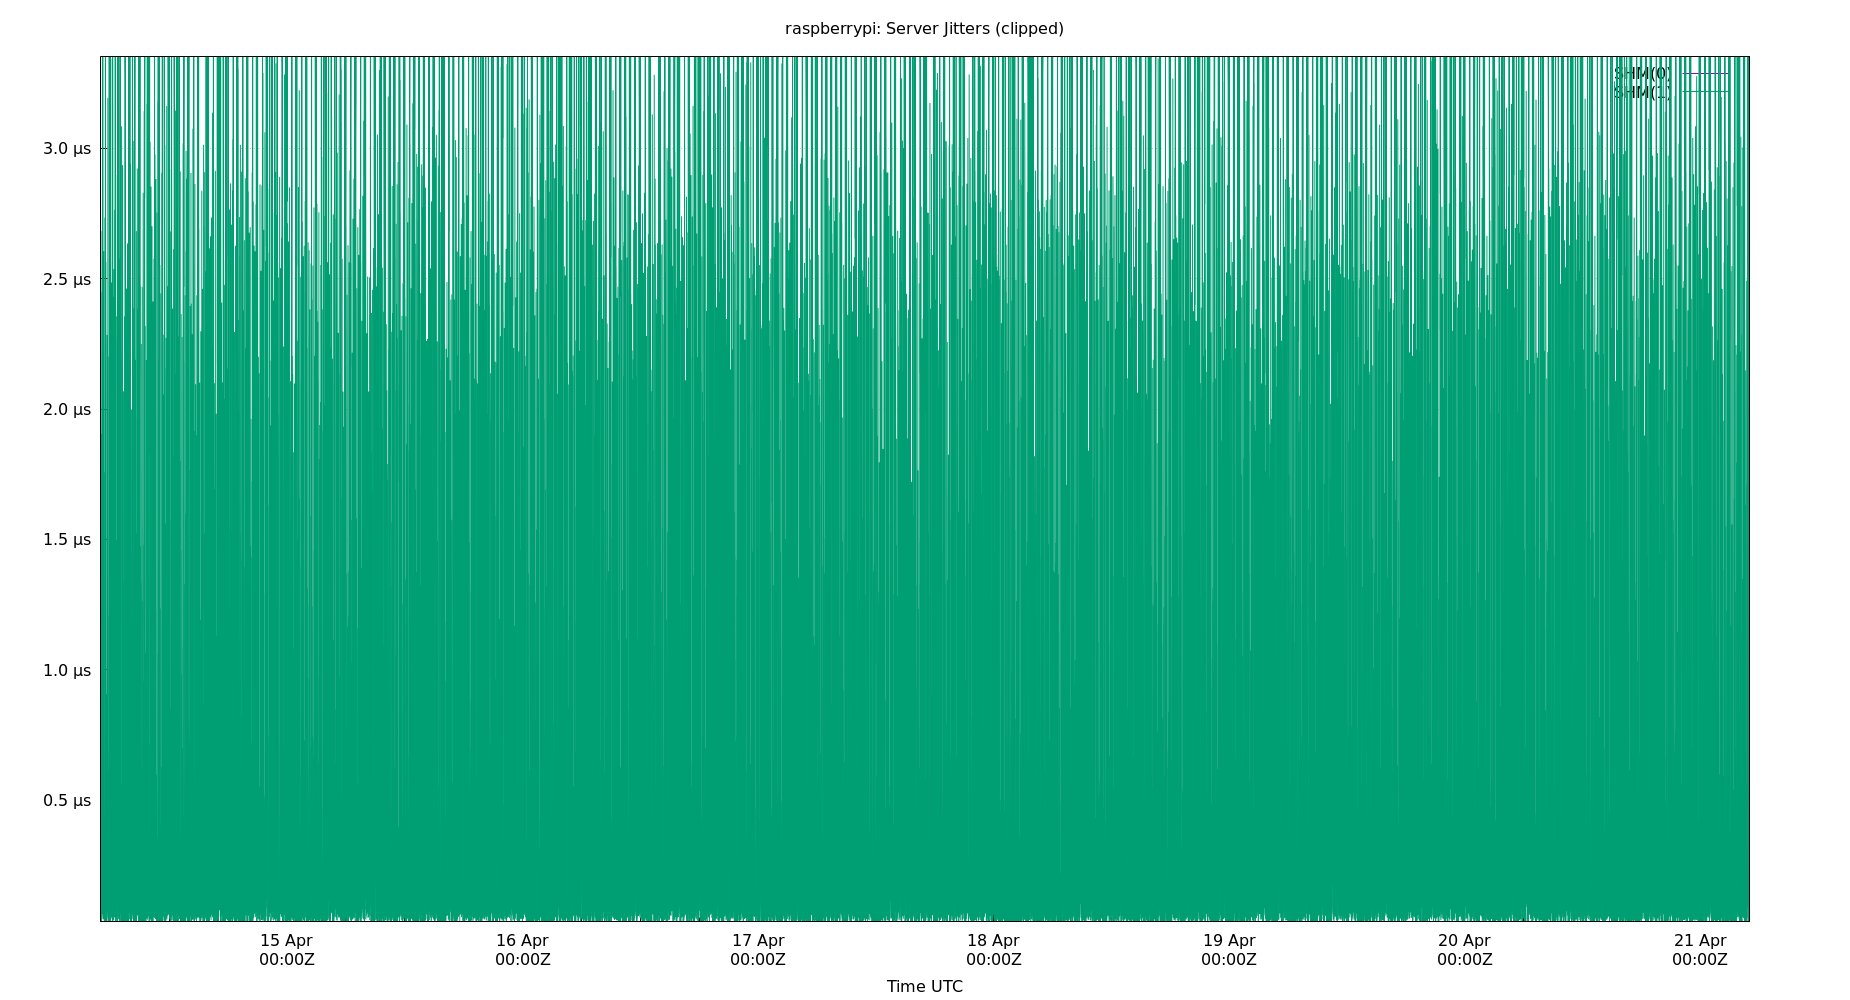 raspberrypi: Server Jitters (clipped)
SHM(0)
SHM(1)
3.0 µs
2.5 µs
2.0 µs
1.5 µs
1.0 µs
0.5 µs
15 Apr
00:00Z
16 Apr
00:00Z
17 Apr
00:00Z
18 Apr
00:00Z
19 Apr
00:00Z
20 Apr
00:00Z
21 Apr
00:00Z
Time UTC